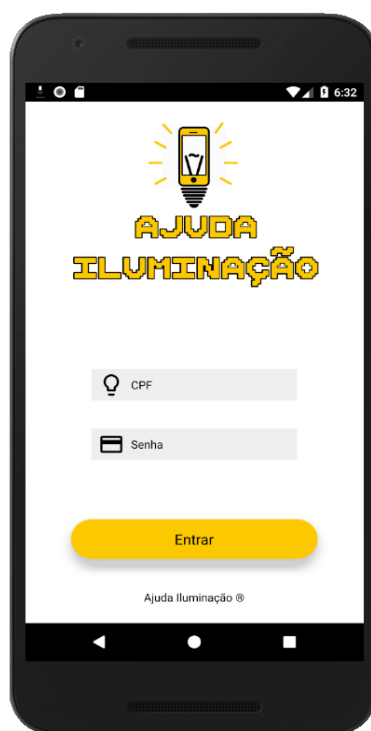 6:32
AJUDA
ILUMINAÇÃO
CPF
Senha
Entrar
Ajuda Iluminação ®